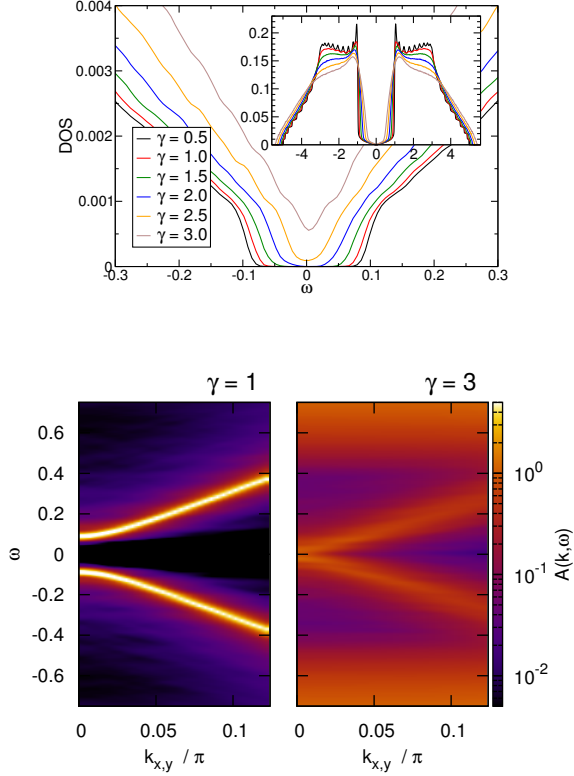 0.004
0.003
0.002
0.001
0
DOS
-0.3 -0.2 -0.1 0 0.1 0.2 0.3
ω
γ = 0.5
γ = 1.0
γ = 1.5
γ = 2.0
γ = 2.5
γ = 3.0
0.2
0.15
0.1
0.05
0
-4 -2 0 2 4
γ = 1 γ = 3
0.6
0.4
0.2
0
-0.2
-0.4
-0.6
ω
0 0.05 0.1
k x,y / π
0 0.05 0.1
k x,y / π
10^0
10^-1
10^-2
A(k,ω)